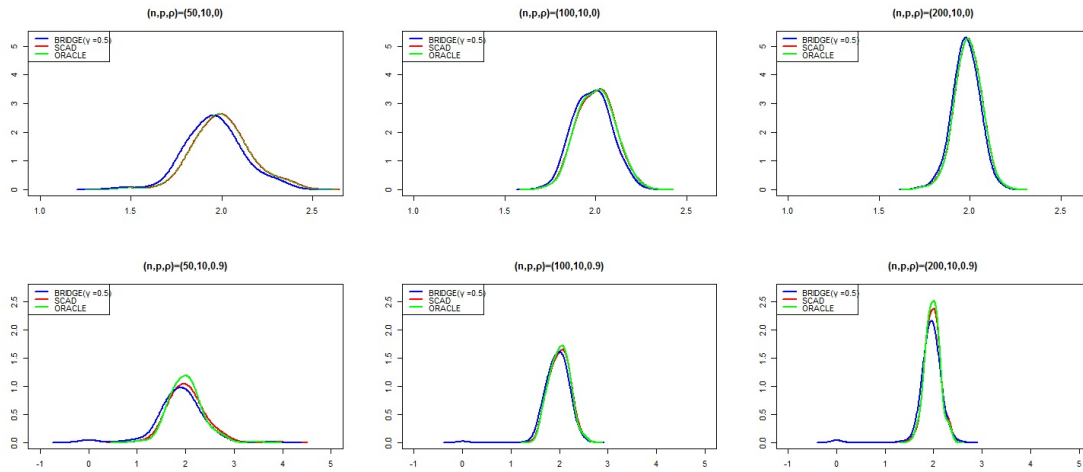 (n,p,ρ)=(50,10,0)
BRIDGE(γ =0.5)
SCAD
ORACLE
5
4
3
2
1
0
1.0 1.5 2.0 2.5
(n,p,ρ)=(100,10,0)
BRIDGE(γ =0.5)
SCAD
ORACLE
5
4
3
2
1
0
1.0 1.5 2.0 2.5
(n,p,ρ)=(200,10,0)
BRIDGE(γ =0.5)
SCAD
ORACLE
5
4
3
2
1
0
1.0 1.5 2.0 2.5
(n,p,ρ)=(50,10,0.9)
BRIDGE(γ =0.5)
SCAD
ORACLE
2.5
2.0
1.5
1.0
0.5
0.0
-1 0 1 2 3 4 5
(n,p,ρ)=(100,10,0.9)
BRIDGE(γ =0.5)
SCAD
ORACLE
2.5
2.0
1.5
1.0
0.5
0.0
-1 0 1 2 3 4 5
(n,p,ρ)=(200,10,0.9)
BRIDGE(γ =0.5)
SCAD
ORACLE
2.5
2.0
1.5
1.0
0.5
0.0
-1 0 1 2 3 4 5